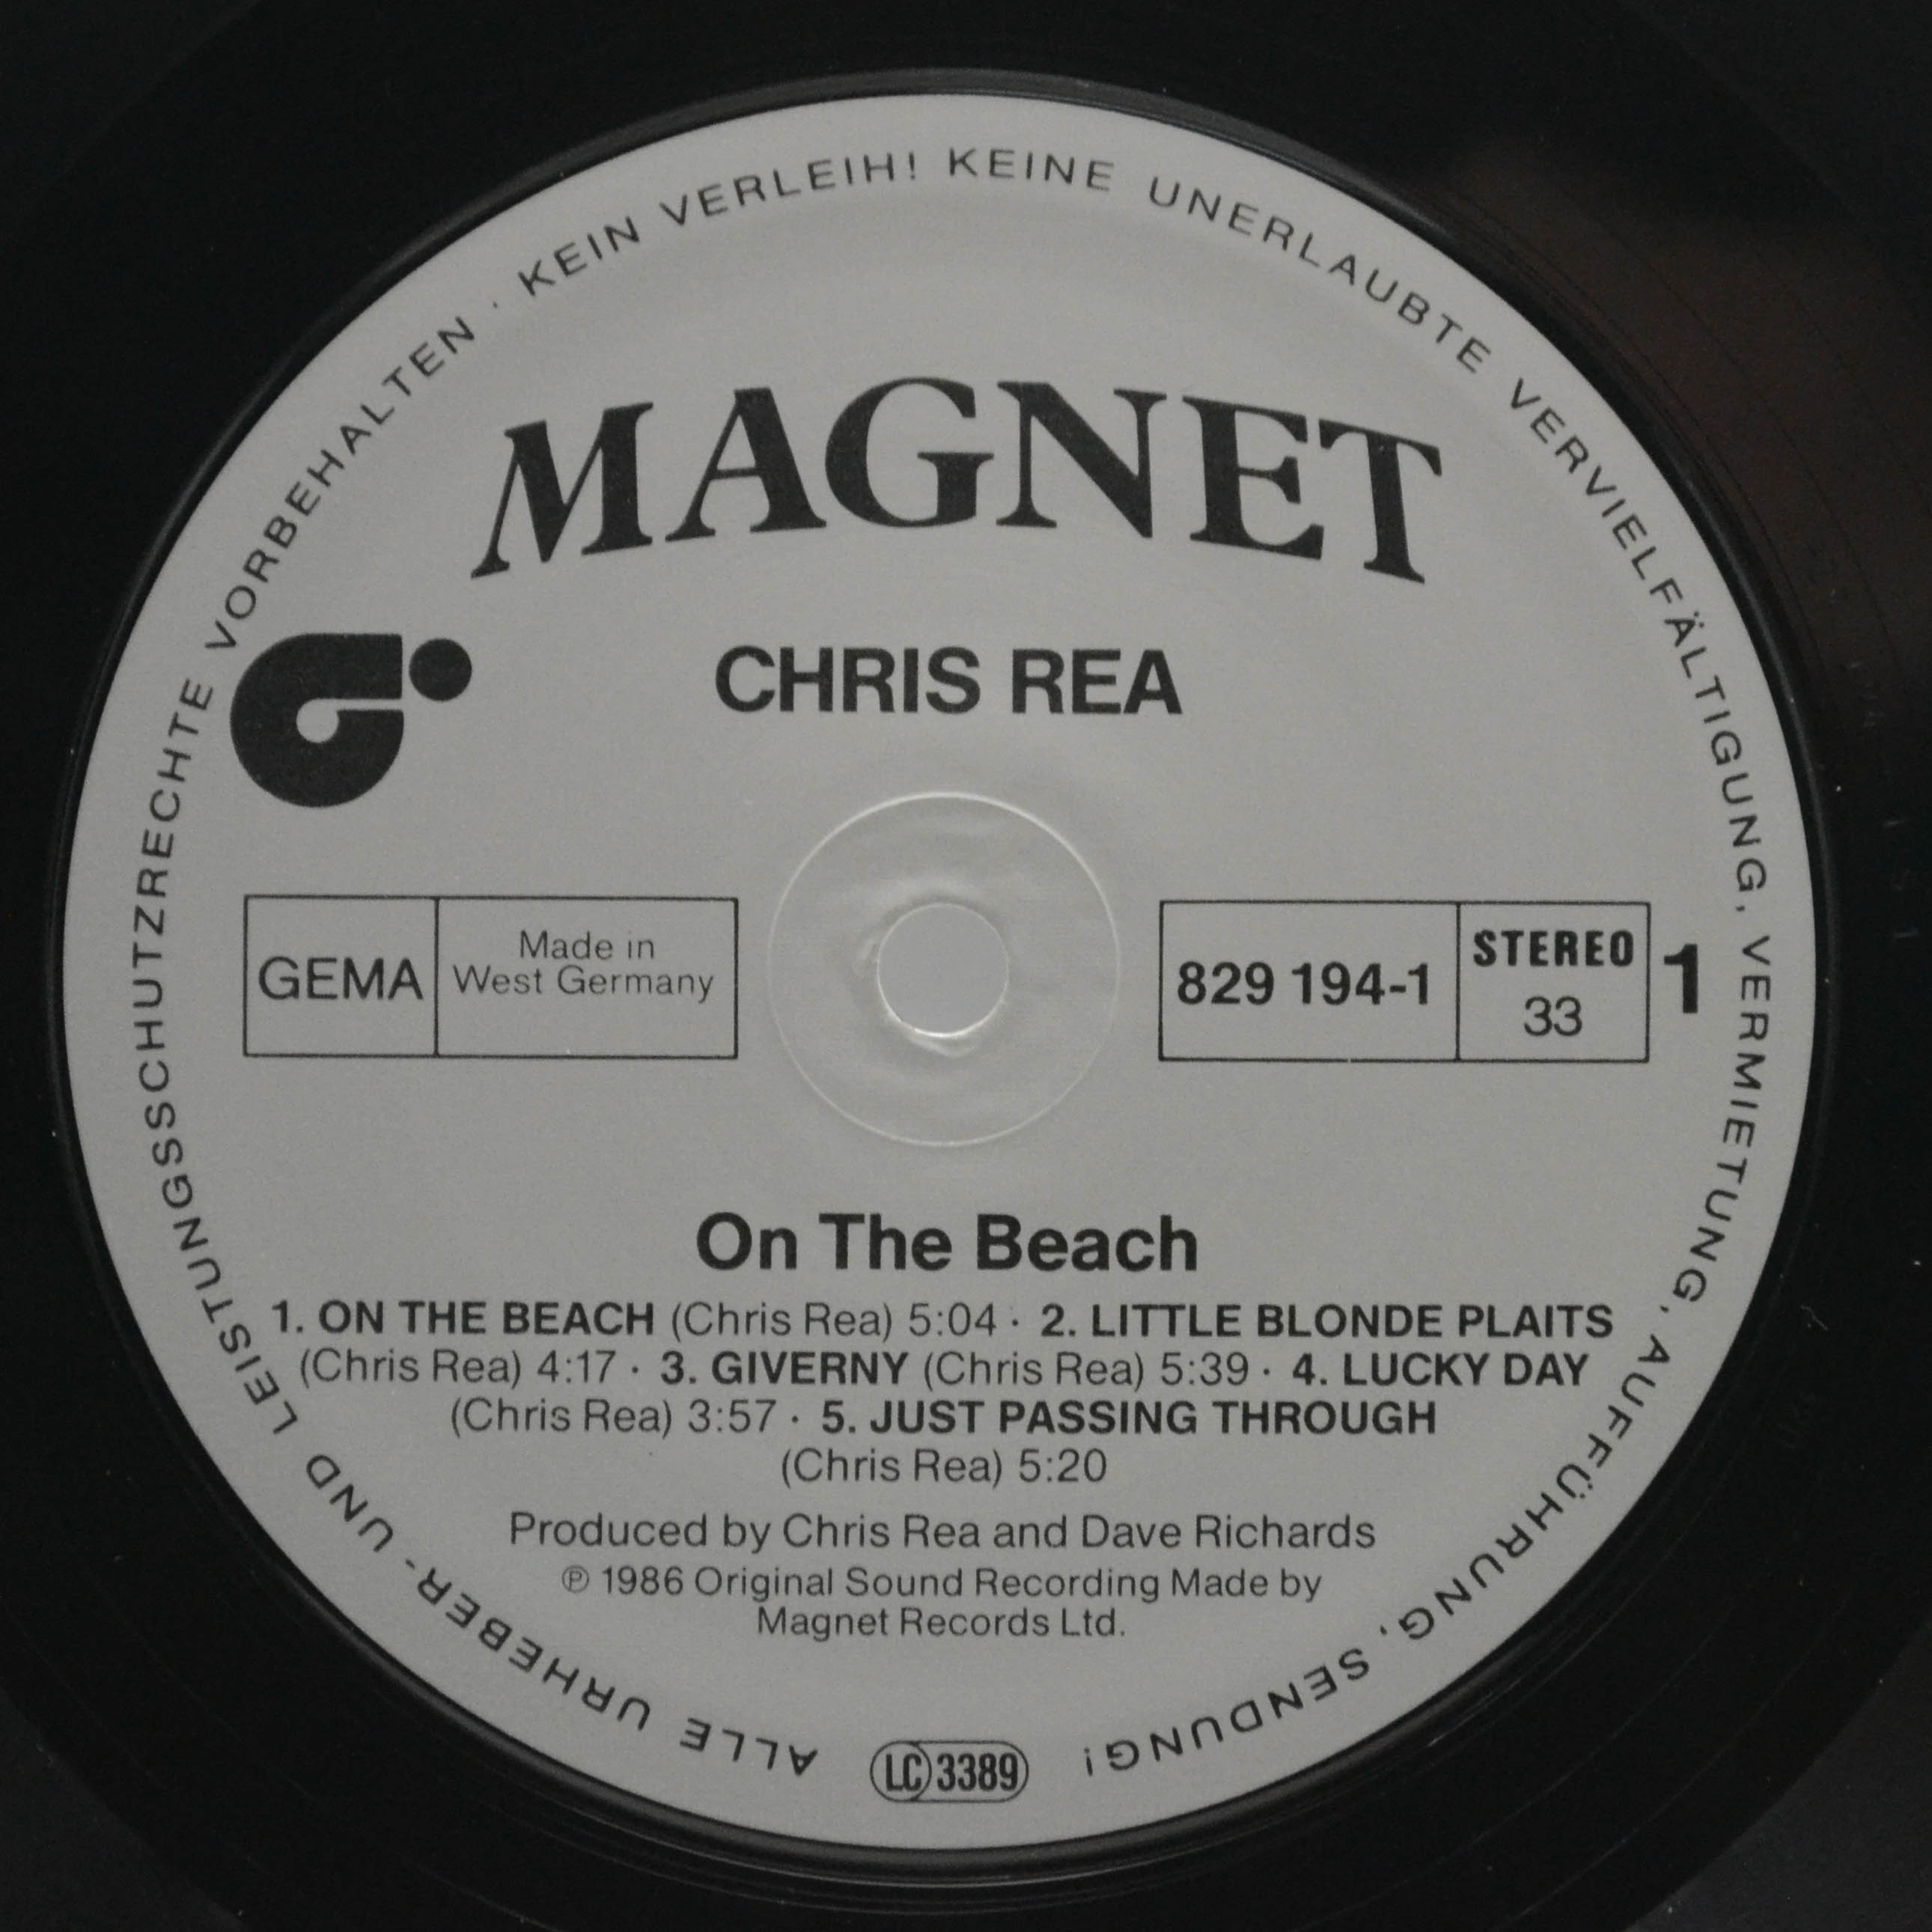 ALLE URHEBER- UND LEISTUNGSSCHUTZRECHTE VORBEHALTEN · KEIN VERLEIH! KEINE UNERLAUBTE VERVIELFÄLTIGUNG, VERMIETUNG, AUFFÜHRUNG, SENDUNG!
MAGNET
CHRIS REA
GEMA
Made in
West Germany
829 194-1
STEREO
33
1
On The Beach
1. ON THE BEACH (Chris Rea) 5:04 · 2. LITTLE BLONDE PLAITS
(Chris Rea) 4:17 · 3. GIVERNY (Chris Rea) 5:39 · 4. LUCKY DAY
(Chris Rea) 3:57 · 5. JUST PASSING THROUGH
(Chris Rea) 5:20
Produced by Chris Rea and Dave Richards
℗ 1986 Original Sound Recording Made by
Magnet Records Ltd.
LC 3389